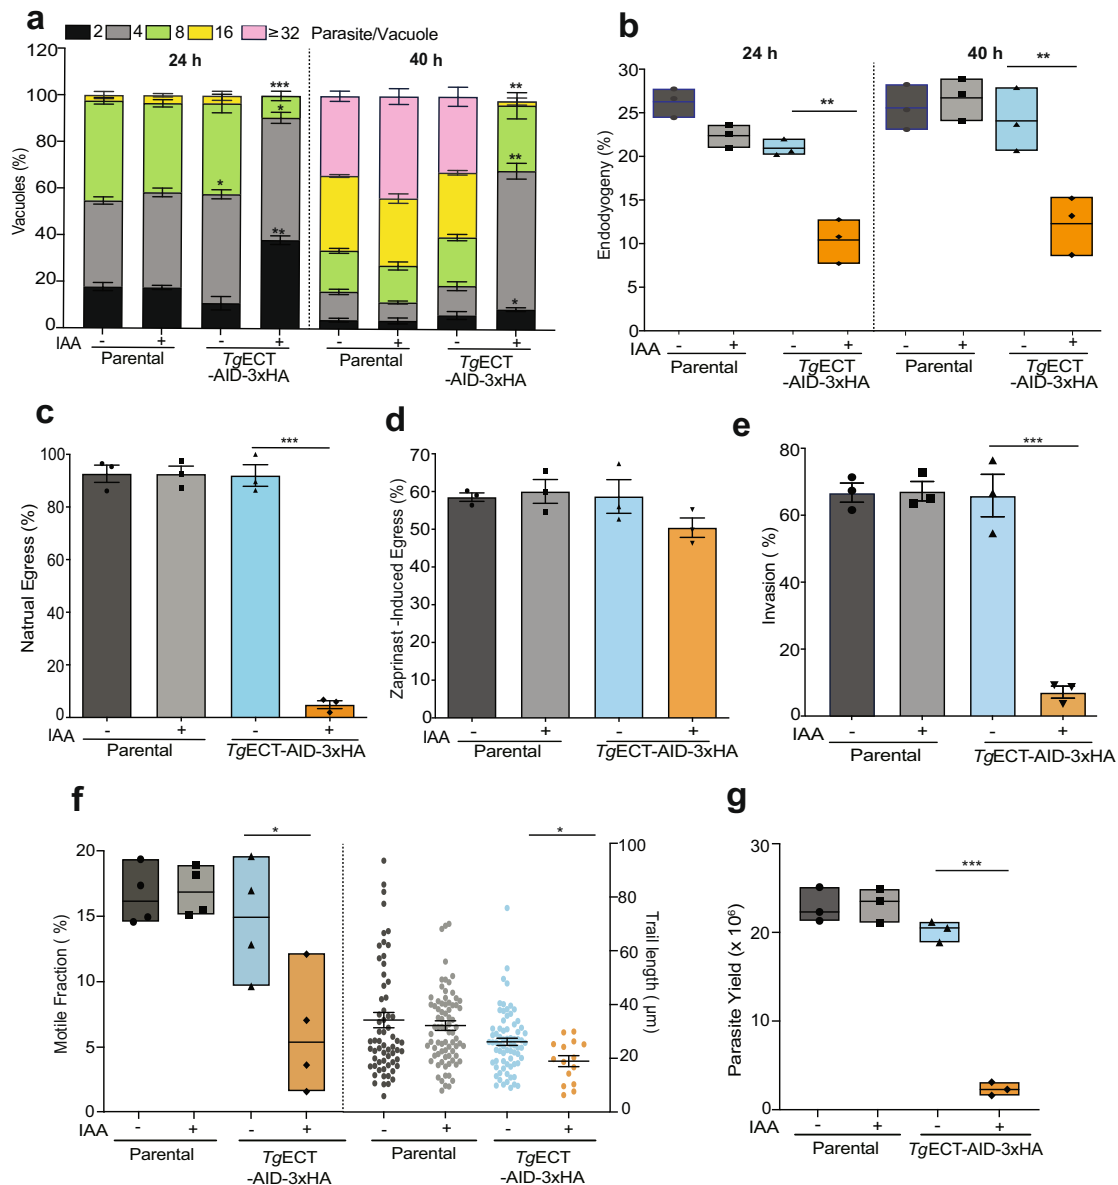 a
2 4 8 16 ≥32 Parasite/Vacuole
24 h 40 h
Vacuoles (%)
120
100
80
60
40
20
0
*** * ** * ** ** *
IAA - + - + - + - +
Parental TgECT Parental TgECT
-AID-3xHA -AID-3xHA
b
24 h 40 h
Endodyogeny (%)
30
25
20
15
10
5
0
** **
IAA - + - + - + - +
Parental TgECT Parental TgECT
-AID-3xHA -AID-3xHA
c
Natrual Egress (%)
100
80
60
40
20
0
***
IAA - + - +
Parental TgECT-AID-3xHA
d
Zaprinast -Induced Egress (%)
70
60
50
40
30
20
10
0
- + - +
Parental TgECT-AID-3xHA
e
Invasion ( %)
80
60
40
20
0
***
IAA - + - +
Parental TgECT-AID-3xHA
f
Motile Fraction ( %)
20
15
10
5
0
* *
Trail length ( μm)
100
80
60
40
20
0
IAA - + - + - + - +
Parental TgECT Parental TgECT
-AID-3xHA -AID-3xHA
g
Parasite Yield (x 10⁶)
30
20
10
0
***
IAA - + - +
Parental TgECT-AID-3xHA